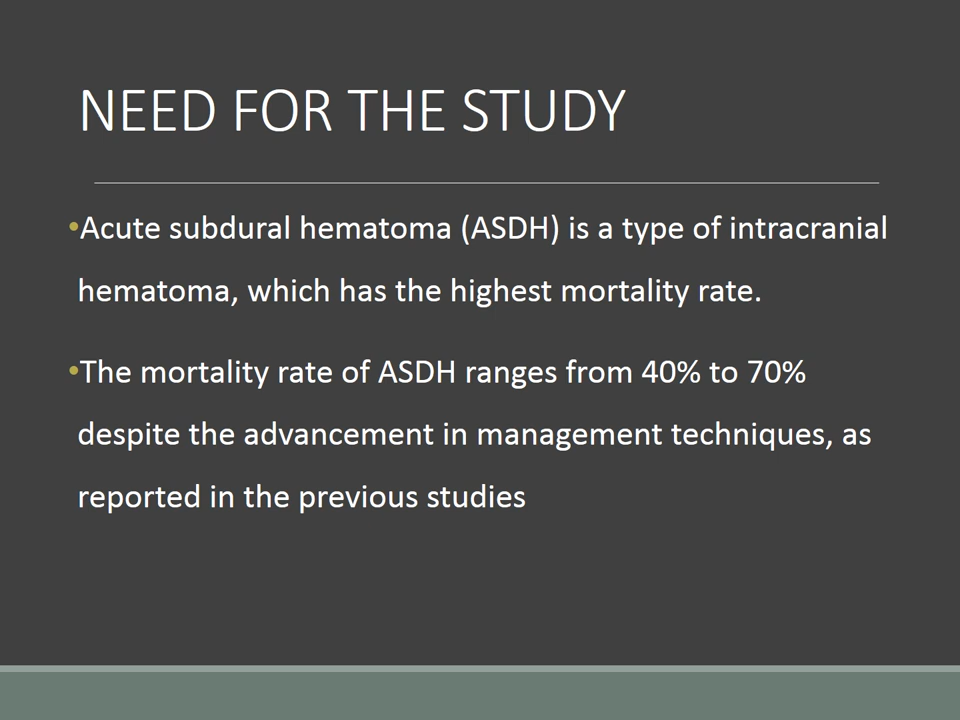 NEED FOR THE STUDY
•Acute subdural hematoma (ASDH) is a type of intracranial
hematoma, which has the highest mortality rate.
•The mortality rate of ASDH ranges from 40% to 70%
despite the advancement in management techniques, as
reported in the previous studies